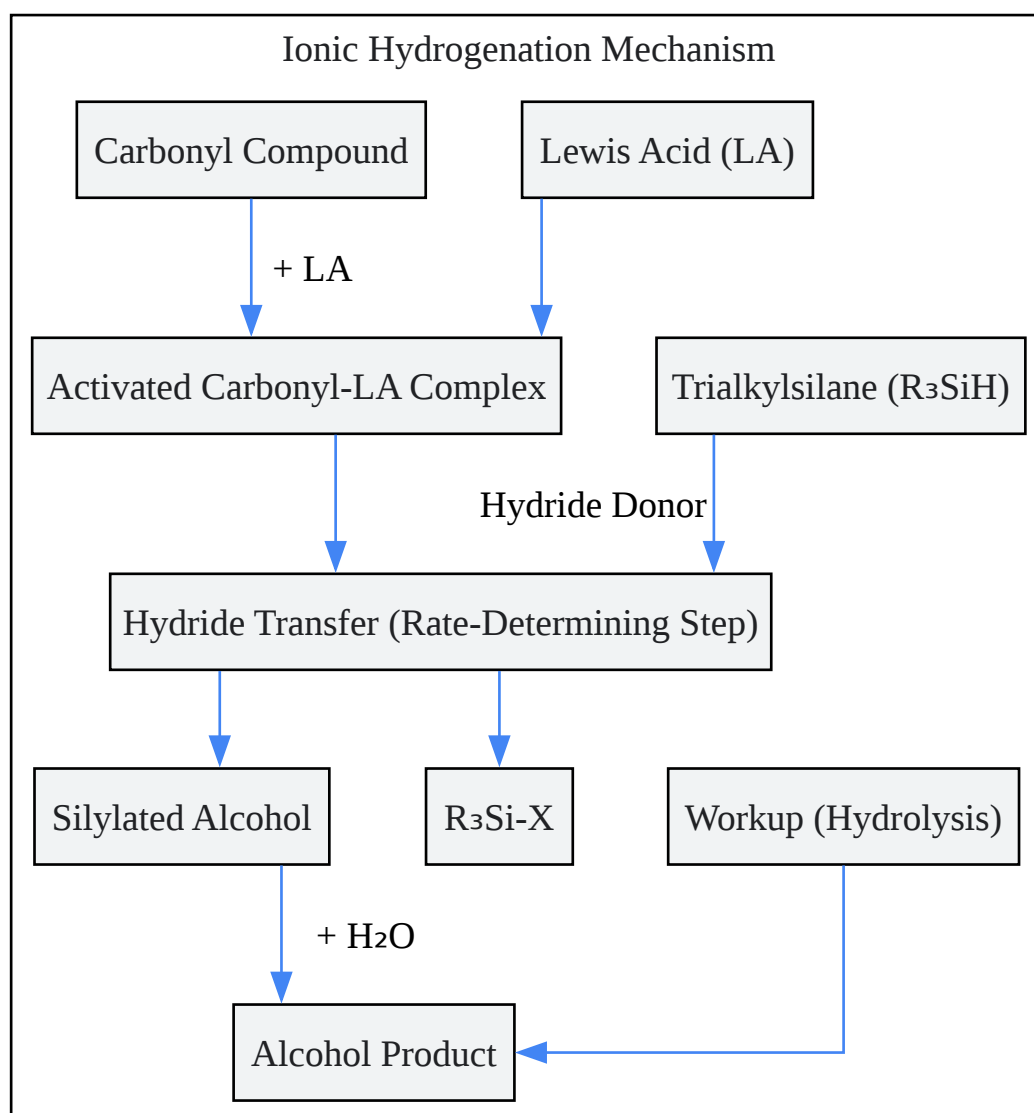 Ionic Hydrogenation Mechanism
Carbonyl Compound
Lewis Acid (LA)
+ LA
Activated Carbonyl-LA Complex
Trialkylsilane (R₃SiH)
Hydride Donor
Hydride Transfer (Rate-Determining Step)
Silylated Alcohol
R₃Si-X
Workup (Hydrolysis)
+ H₂O
Alcohol Product